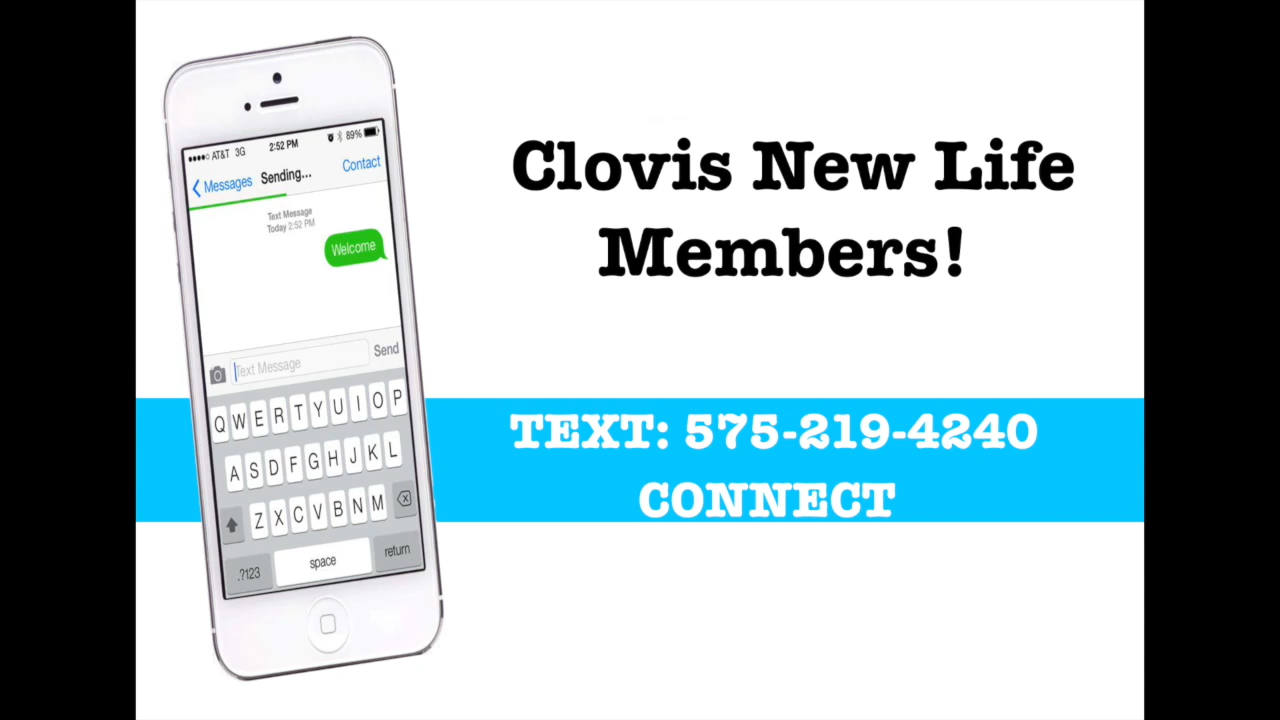 AT&T 3G 2:52 PM 89%
Messages Sending... Contact
Text Message
Today 2:52 PM
Welcome
Text Message Send
Q W E R T Y U I O P
A S D F G H J K L
Z X C V B N M
.?123 space return
Clovis New Life
Members!
TEXT: 575-219-4240
CONNECT